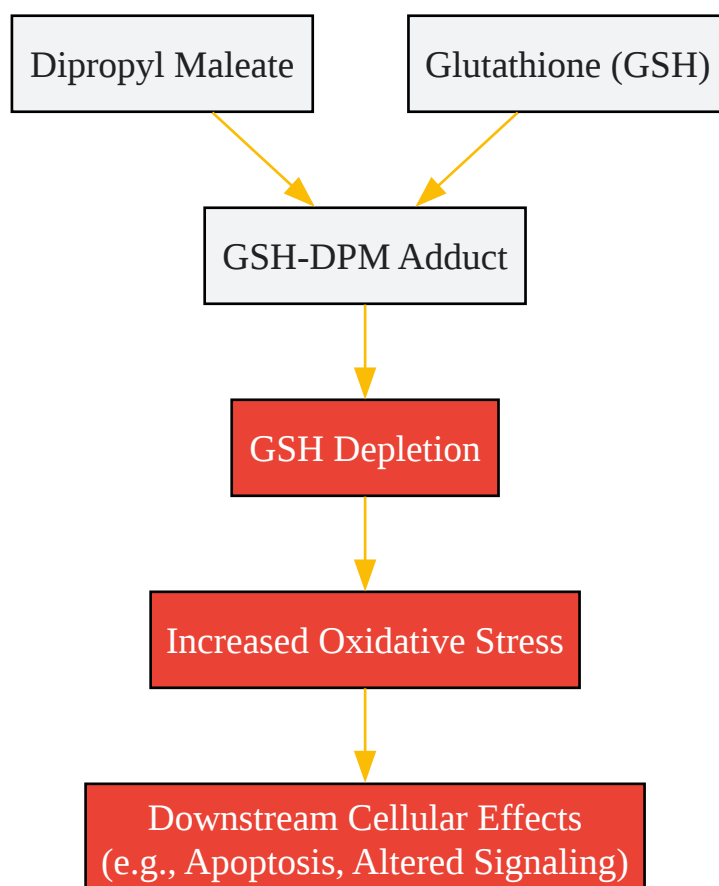 Dipropyl Maleate
Glutathione (GSH)
GSH-DPM Adduct
GSH Depletion
Increased Oxidative Stress
Downstream Cellular Effects
(e.g., Apoptosis, Altered Signaling)